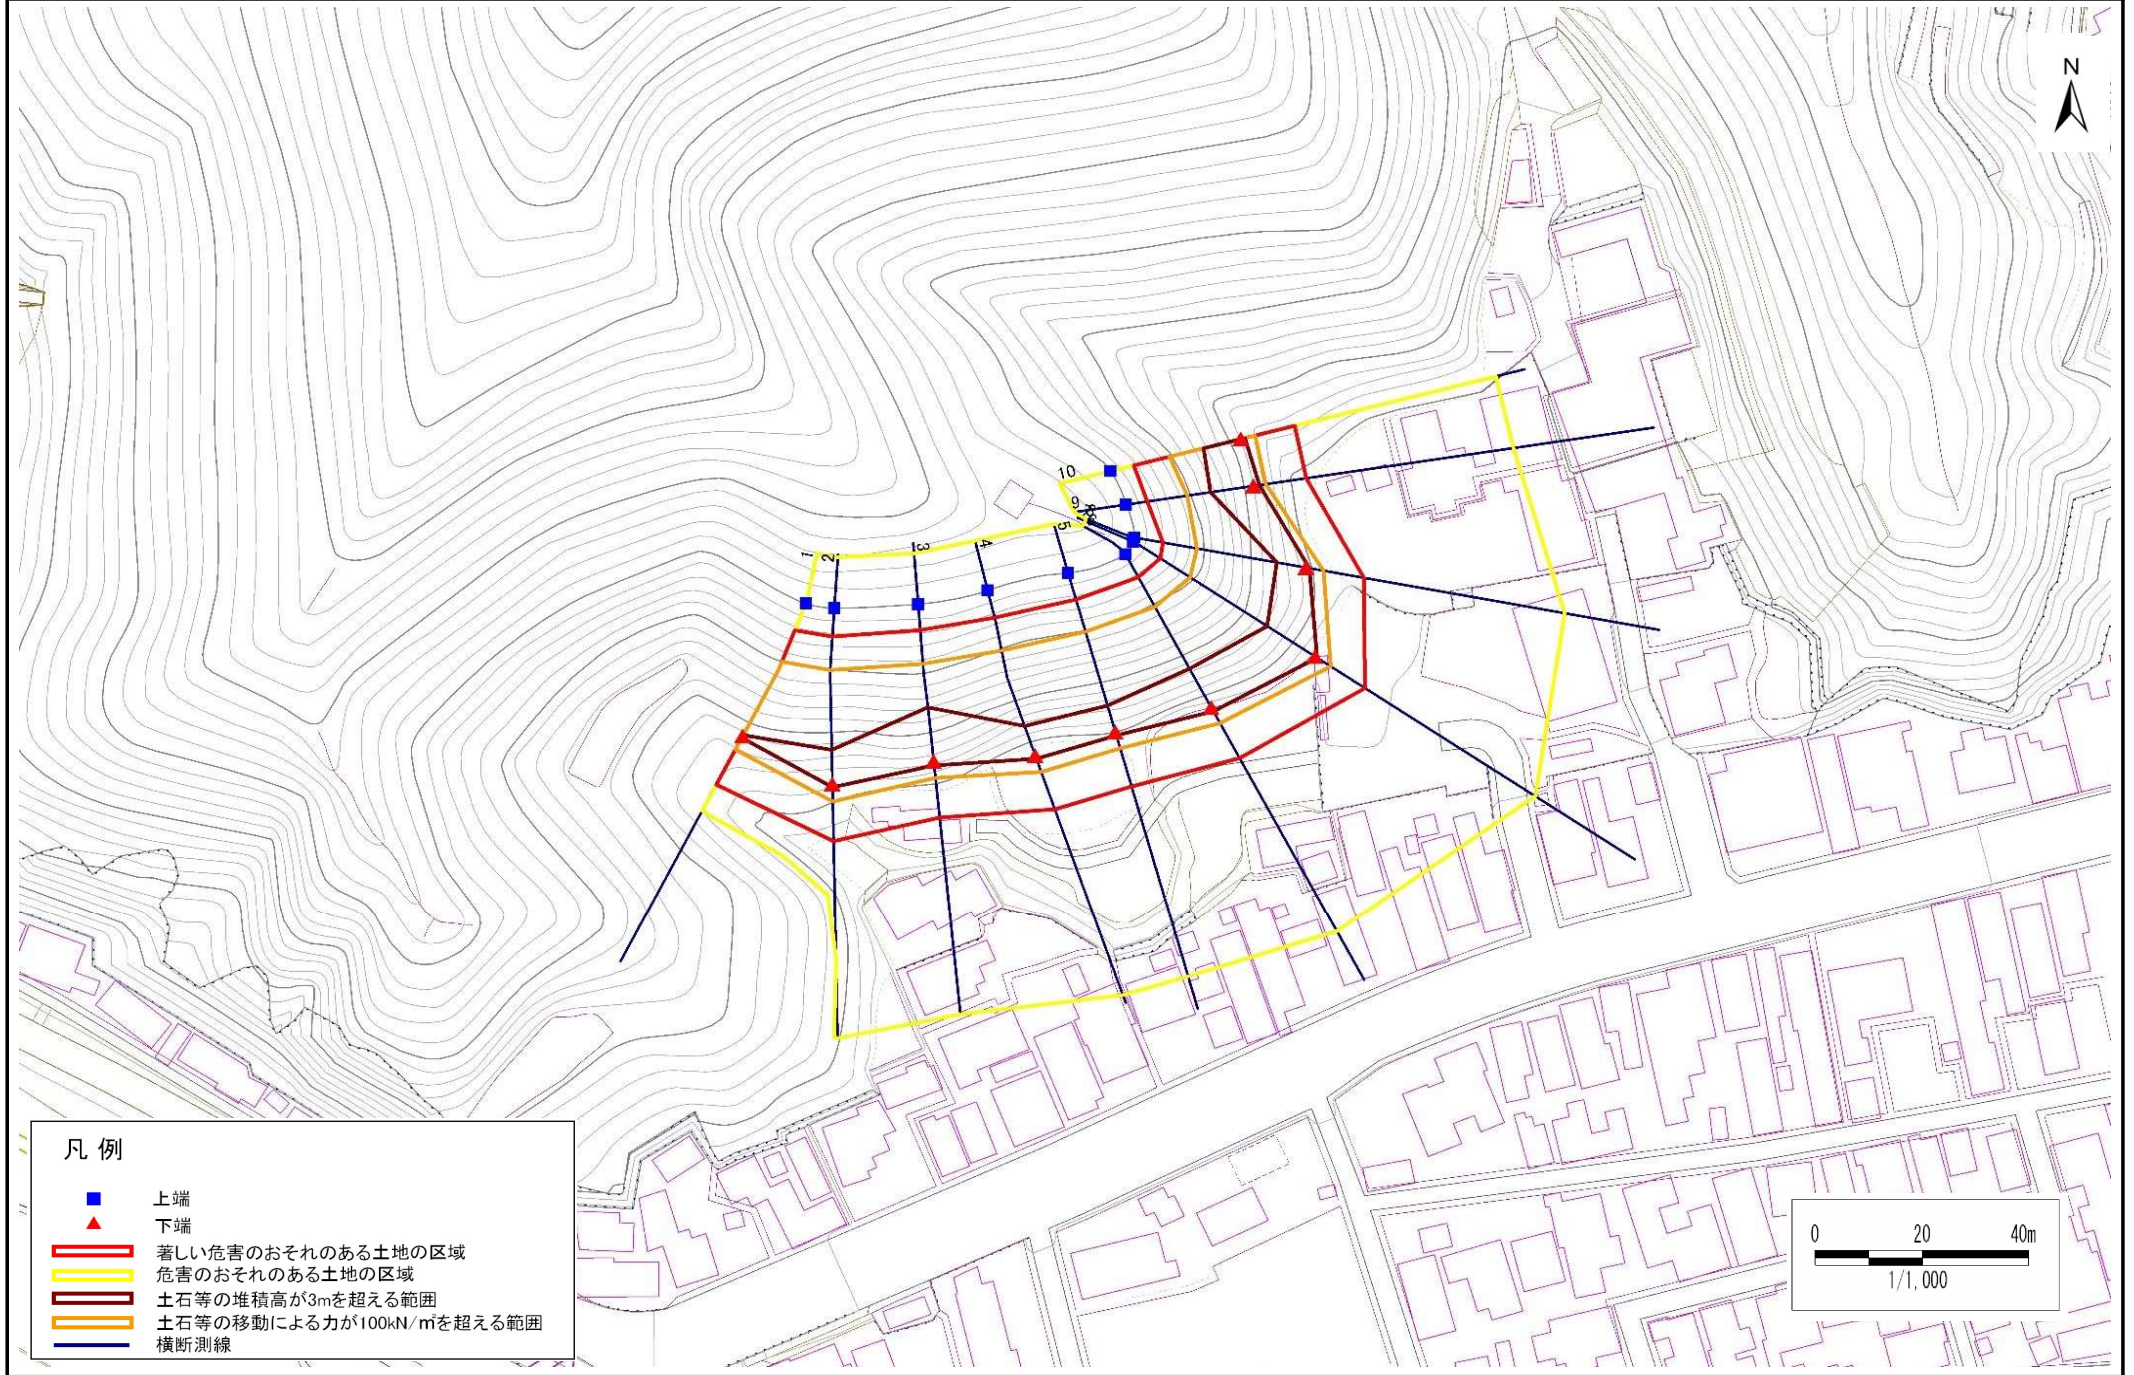 N
10
9
5
4
3
2
1
凡 例
上端
下端
著しい危害のおそれのある土地の区域
危害のおそれのある土地の区域
土石等の堆積高が3mを超える範囲
土石等の移動による力が100kN/㎡を超える範囲
横断測線
0 20 40m
1/1,000